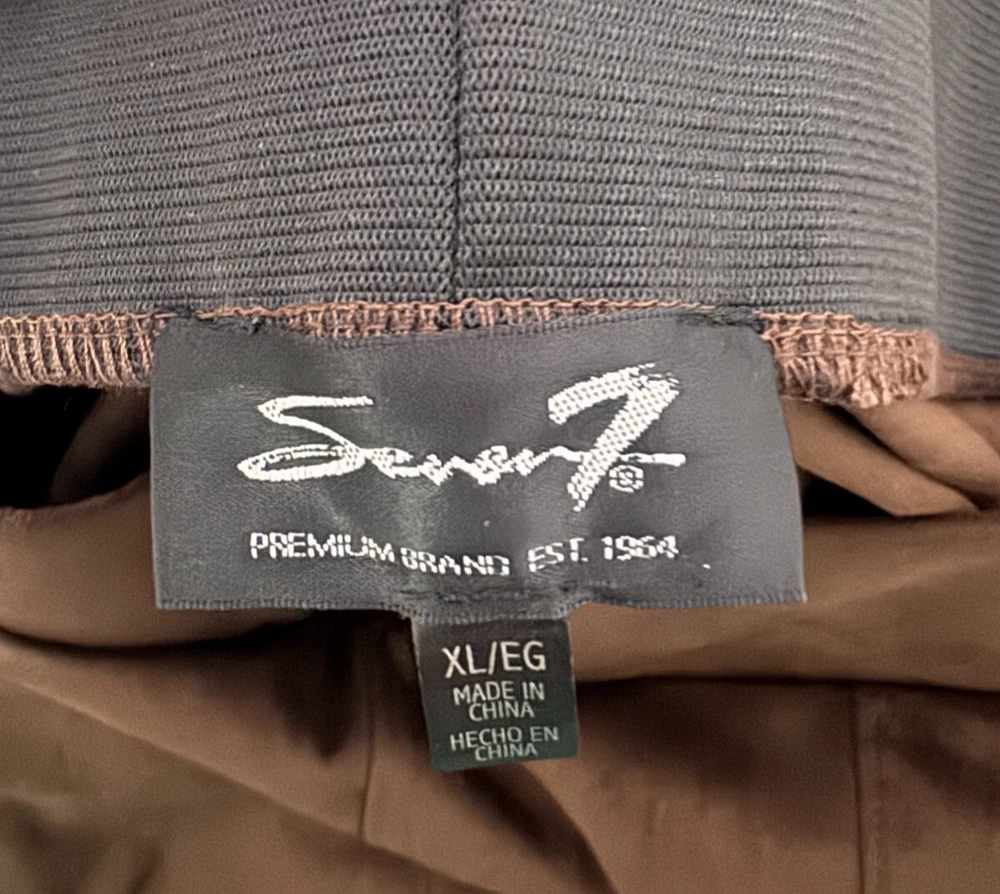 Seven7®
PREMIUM BRAND EST. 1964
XL/EG
MADE IN
CHINA
HECHO EN
CHINA